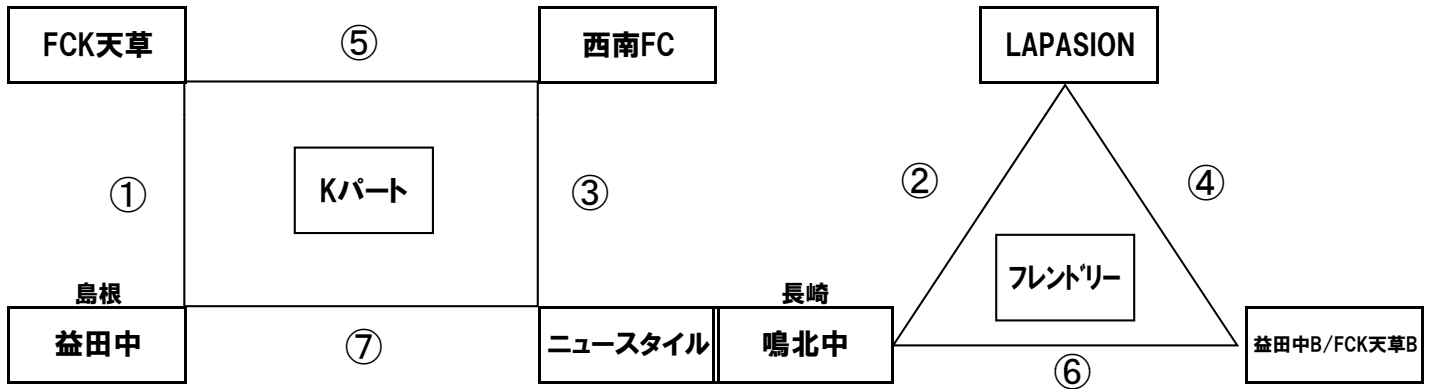 FCK天草
⑤
西南FC
LAPASION
①
Kパート
③
②
④
フレンドリー
島根
長崎
益田中
⑦
ニュースタイル
鳴北中
⑥
益田中B/FCK天草B